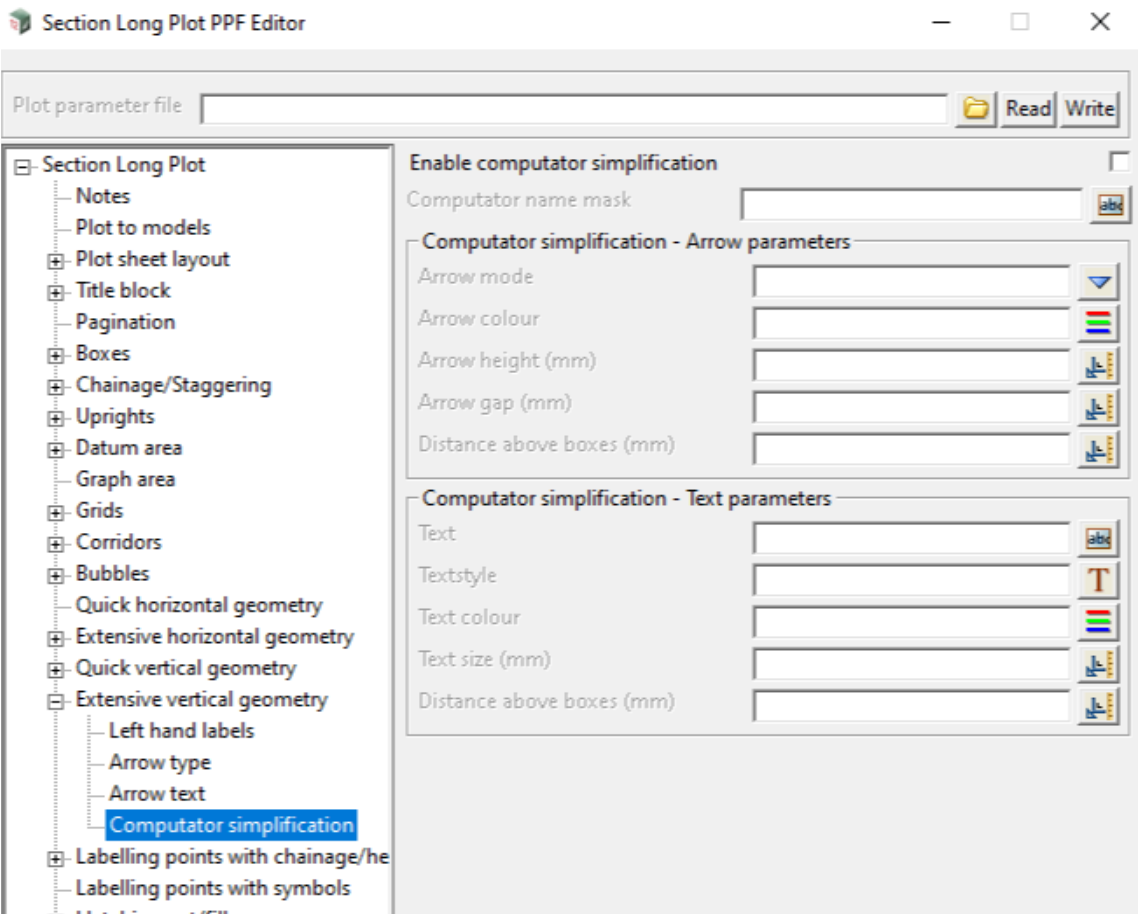 Section Long Plot PPF Editor
Plot parameter file
Read
Write
Section Long Plot
Notes
Plot to models
Plot sheet layout
Title block
Pagination
Boxes
Chainage/Staggering
Uprights
Datum area
Graph area
Grids
Corridors
Bubbles
Quick horizontal geometry
Extensive horizontal geometry
Quick vertical geometry
Extensive vertical geometry
Left hand labels
Arrow type
Arrow text
Computator simplification
Labelling points with chainage/he
Labelling points with symbols
Enable computator simplification
Computator name mask
abc
Computator simplification - Arrow parameters
Arrow mode
Arrow colour
Arrow height (mm)
Arrow gap (mm)
Distance above boxes (mm)
Computator simplification - Text parameters
Text
abc
Textstyle
T
Text colour
Text size (mm)
Distance above boxes (mm)